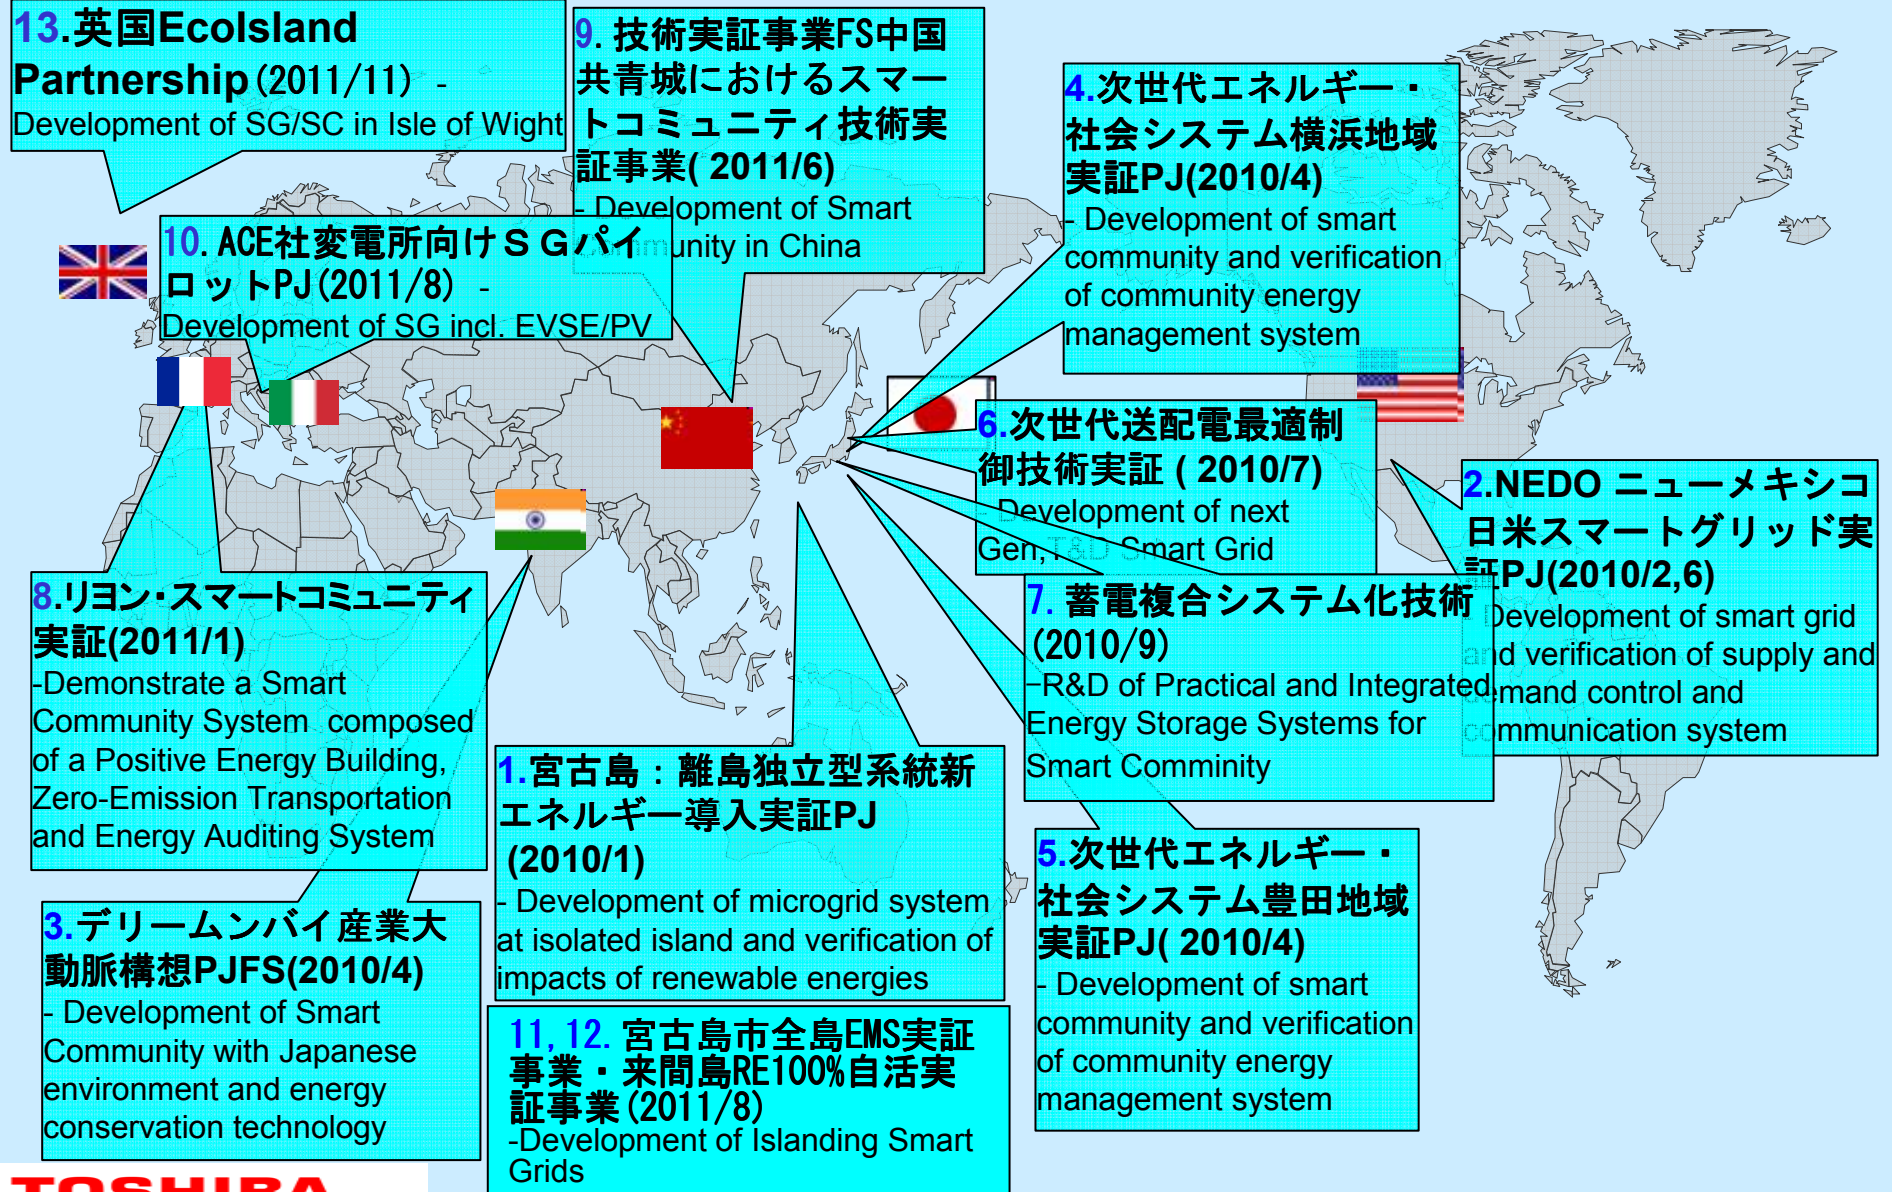 13.英国EcoIsland
Partnership(2011/11) -
Development of SG/SC in Isle of Wight
9. 技術実証事業FS中国
共青城におけるスマー
トコミュニティ技術実
証事業( 2011/6)
- Development of Smart
Community in China
4.次世代エネルギー・
社会システム横浜地域
実証PJ(2010/4)
- Development of smart
community and verification
of community energy
management system
10. ACE社変電所向けＳＧパイ
ロットPJ(2011/8) -
Development of SG incl. EVSE/PV
6.次世代送配電最適制
御技術実証 ( 2010/7)
- Development of next
Gen,T&D Smart Grid
2.NEDO ニューメキシコ
日米スマートグリッド実
証PJ(2010/2,6)
- Development of smart grid
and verification of supply and
demand control and
communication system
8.リヨン・スマートコミュニティ
実証(2011/1)
-Demonstrate a Smart
Community System composed
of a Positive Energy Building,
Zero-Emission Transportation
and Energy Auditing System
7. 蓄電複合システム化技術
(2010/9)
-R&D of Practical and Integrated
Energy Storage Systems for
Smart Comminity
1.宮古島：離島独立型系統新
エネルギー導入実証PJ
(2010/1)
- Development of microgrid system
at isolated island and verification of
impacts of renewable energies
5.次世代エネルギー・
社会システム豊田地域
実証PJ( 2010/4)
- Development of smart
community and verification
of community energy
management system
3.デリームンバイ産業大
動脈構想PJFS(2010/4)
- Development of Smart
Community with Japanese
environment and energy
conservation technology
11,12. 宮古島市全島EMS実証
事業・来間島RE100%自活実
証事業(2011/8)
-Development of Islanding Smart
Grids
TOSHIBA